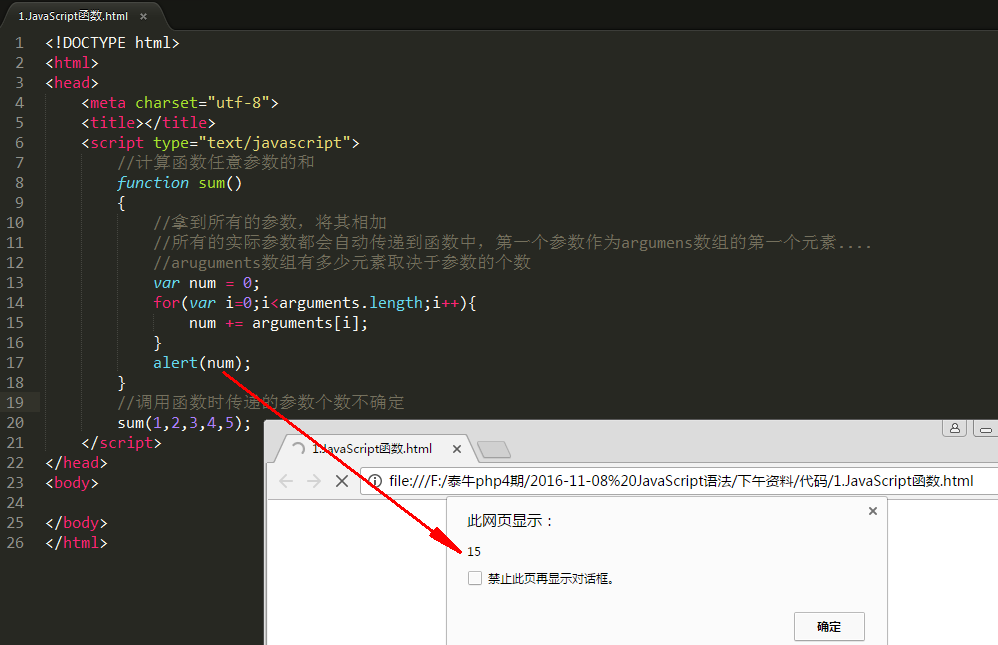 1.JavaScript函数.html ×
1 <!DOCTYPE html>
2 <html>
3 <head>
4 <meta charset="utf-8">
5 <title></title>
6 <script type="text/javascript">
7 //计算函数任意参数的和
8 function sum()
9 {
10 //拿到所有的参数，将其相加
11 //所有的实际参数都会自动传递到函数中，第一个参数作为argumens数组的第一个元素....
12 //aruguments数组有多少元素取决于参数的个数
13 var num = 0;
14 for(var i=0;i<arguments.length;i++){
15 num += arguments[i];
16 }
17 alert(num);
18 }
19 //调用函数时传递的参数个数不确定
20 sum(1,2,3,4,5);
21 </script>
22 </head>
23 <body>
24
25 </body>
26 </html>
1.JavaScript函数.html ×
file:///F:/泰牛php4期/2016-11-08%20JavaScript语法/下午资料/代码/1.JavaScript函数.html
此网页显示：
15
禁止此页再显示对话框。
确定